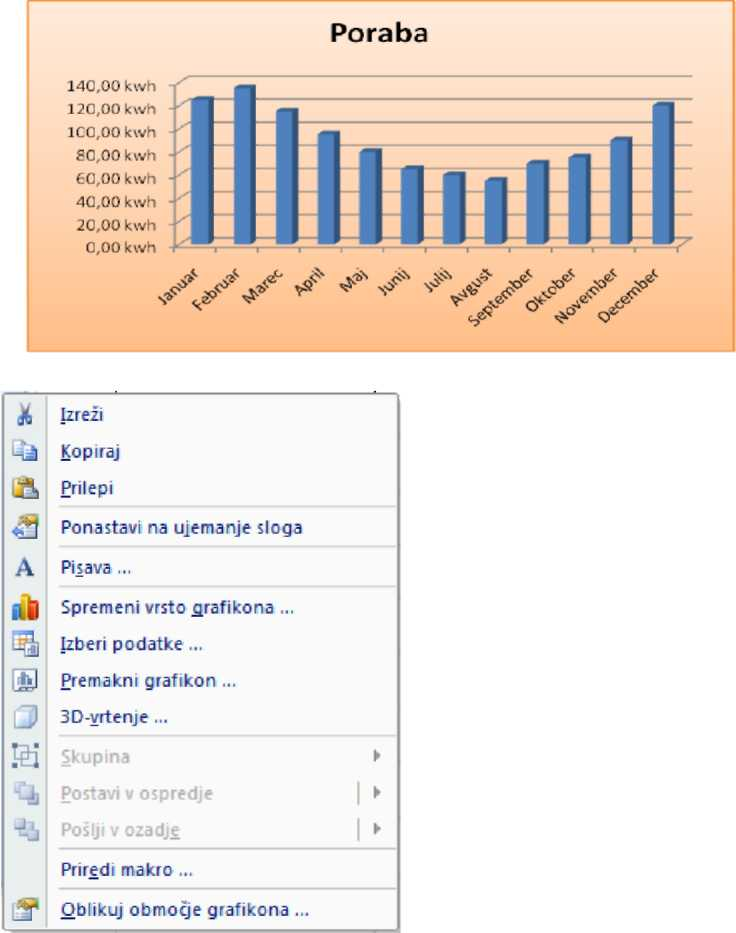 Poraba
140,00 kwh
120,00 kwh
100,00 kwh
80,00 kwh
60,00 kwh
40,00 kwh
20,00 kwh
0,00 kwh
Januar
Februar
Marec
April
Maj
Junij
Julij
Avgust
September
Oktober
November
December
Izreži
Kopiraj
Prilepi
Ponastavi na ujemanje sloga
Pisava ...
Spremeni vrsto grafikona ...
Izberi podatke ...
Premakni grafikon ...
3D-vrtenje ...
Skupina
Postavi v ospredje
Pošlji v ozadje
Priredi makro ...
Oblikuj območje grafikona ...